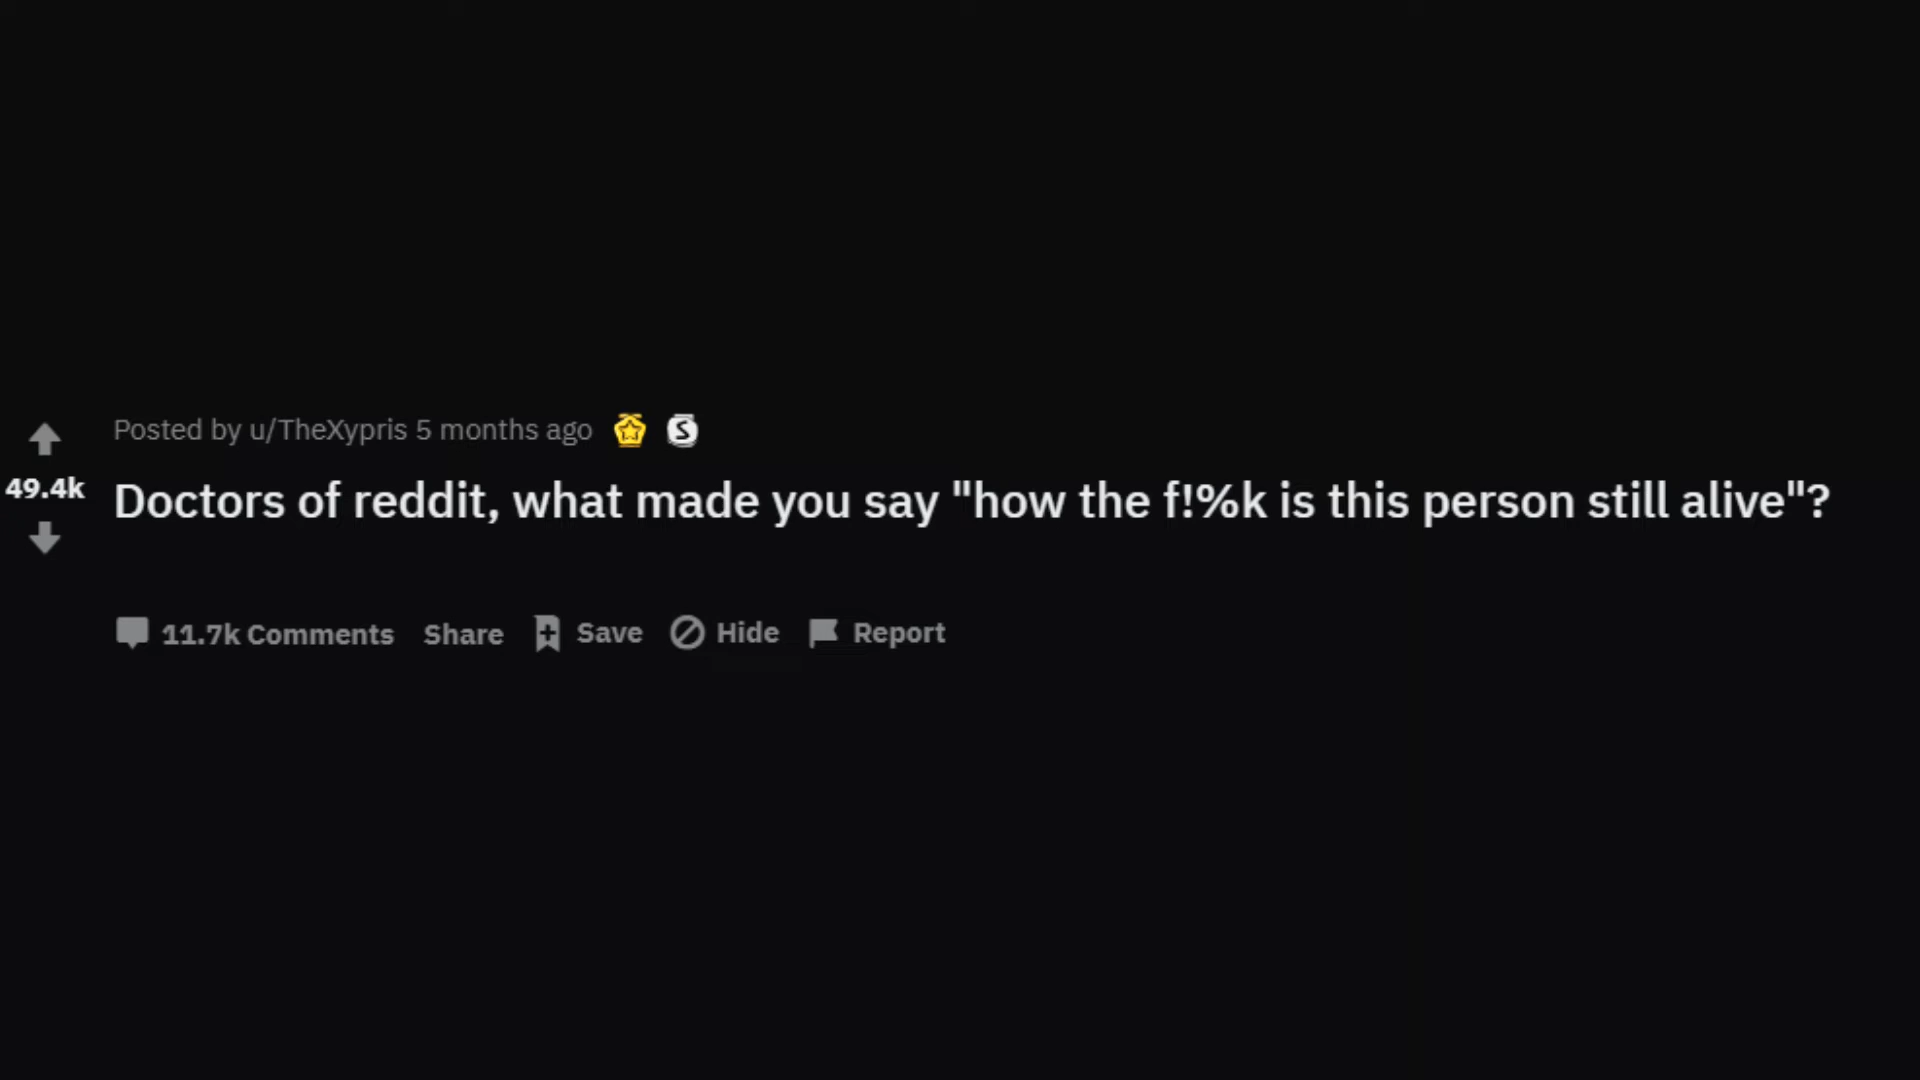 Posted by u/TheXypris 5 months ago
49.4k
Doctors of reddit, what made you say "how the f!%k is this person still alive"?
11.7k Comments Share Save Hide Report